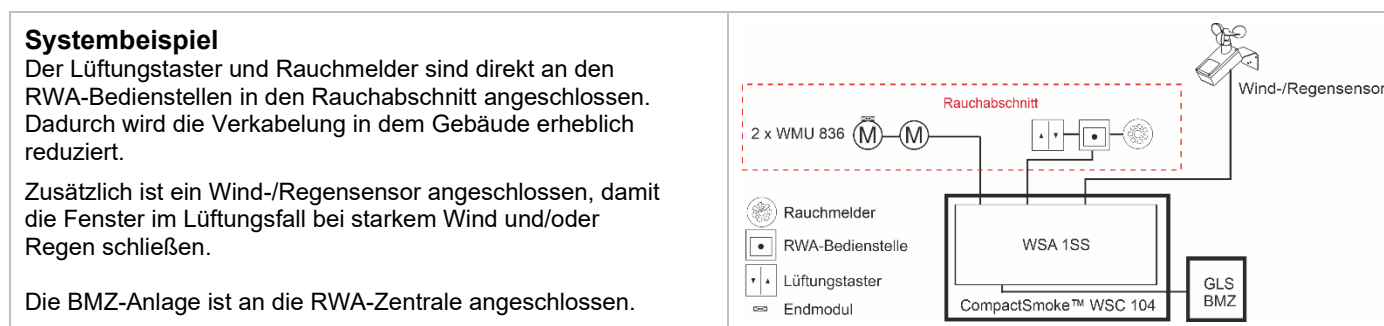 Systembeispiel
Der Lüftungstaster und Rauchmelder sind direkt an den
RWA-Bedienstellen in den Rauchabschnitt angeschlossen.
Dadurch wird die Verkabelung in dem Gebäude erheblich
reduziert.
Zusätzlich ist ein Wind-/Regensensor angeschlossen, damit
die Fenster im Lüftungsfall bei starkem Wind und/oder
Regen schließen.
Die BMZ-Anlage ist an die RWA-Zentrale angeschlossen.
Wind-/Regensensor
Rauchabschnitt
2 x WMU 836
M
M
Rauchmelder
RWA-Bedienstelle
Lüftungstaster
Endmodul
WSA 1SS
CompactSmoke™ WSC 104
GLS
BMZ